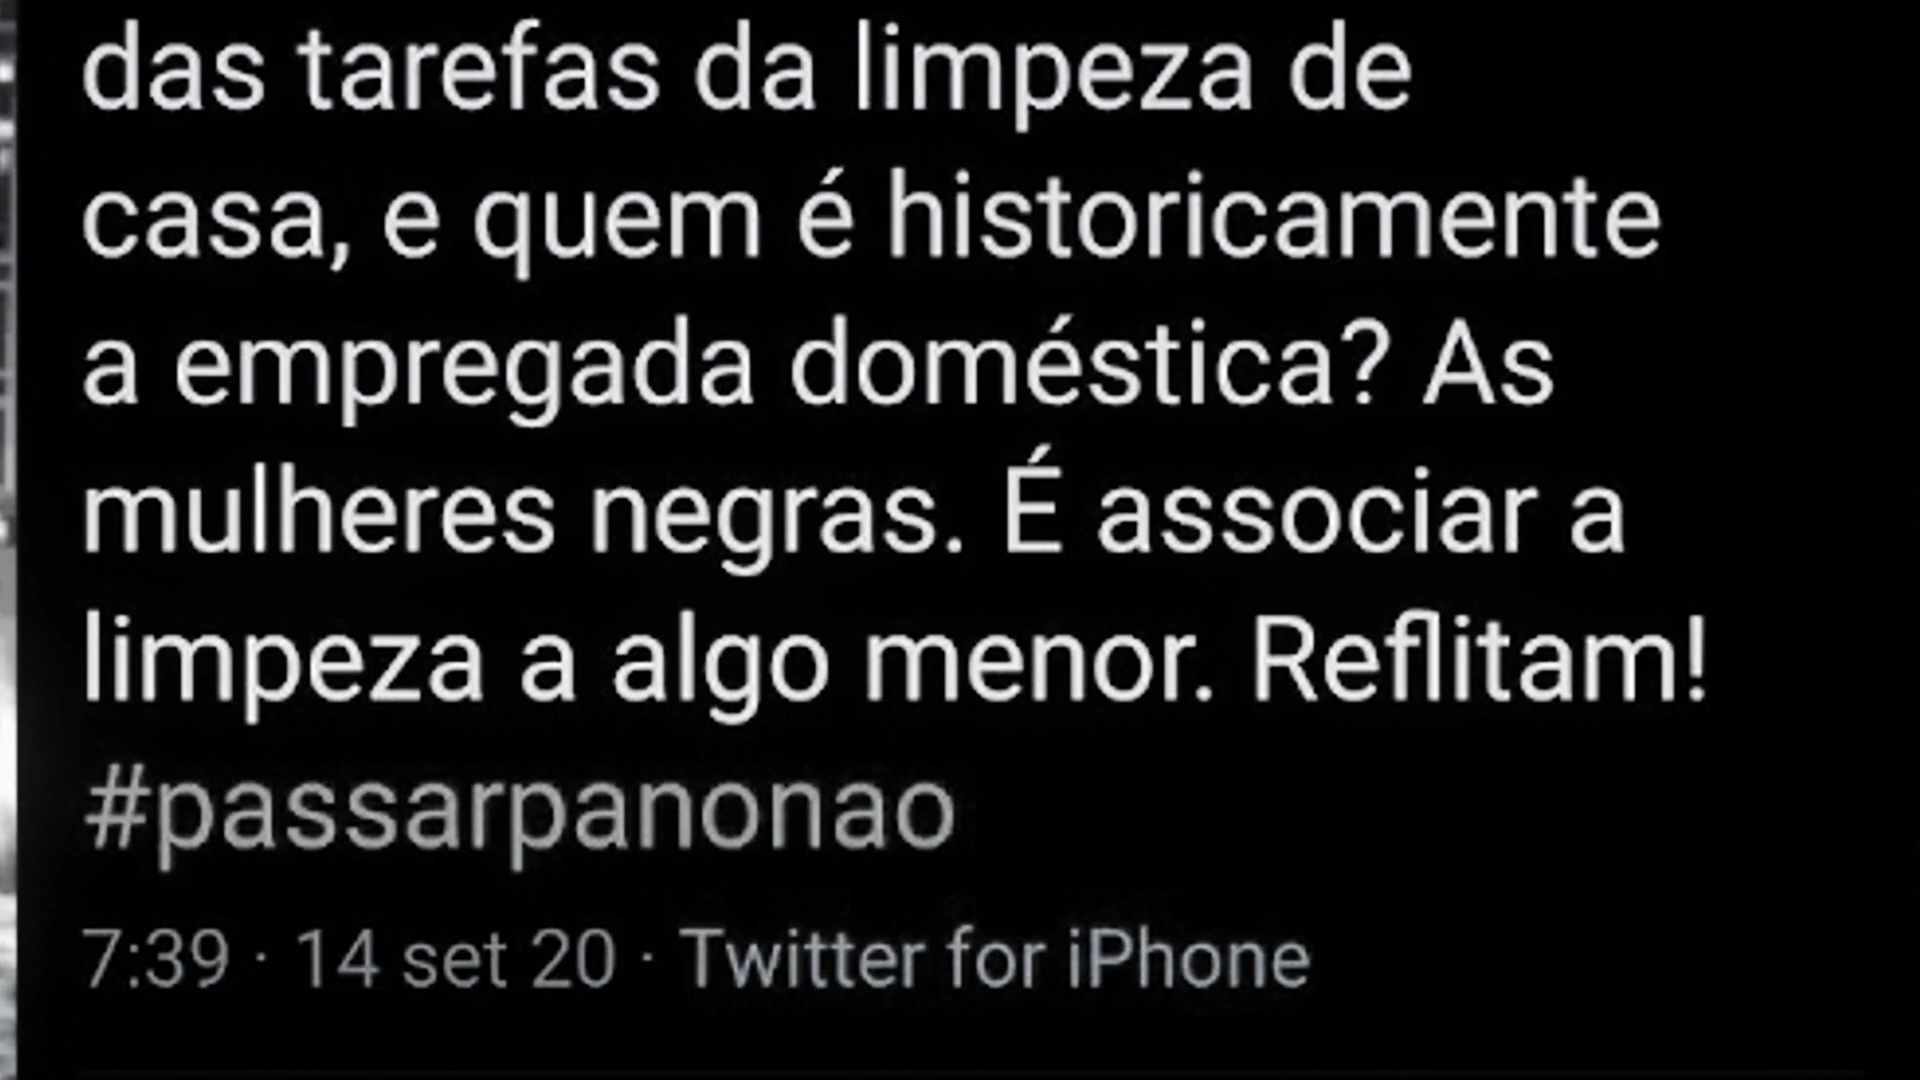 das tarefas da limpeza de
casa, e quem é historicamente
a empregada doméstica? As
mulheres negras. É associar a
limpeza a algo menor. Reflitam!
#passarpanonao
7:39 · 14 set 20 · Twitter for iPhone